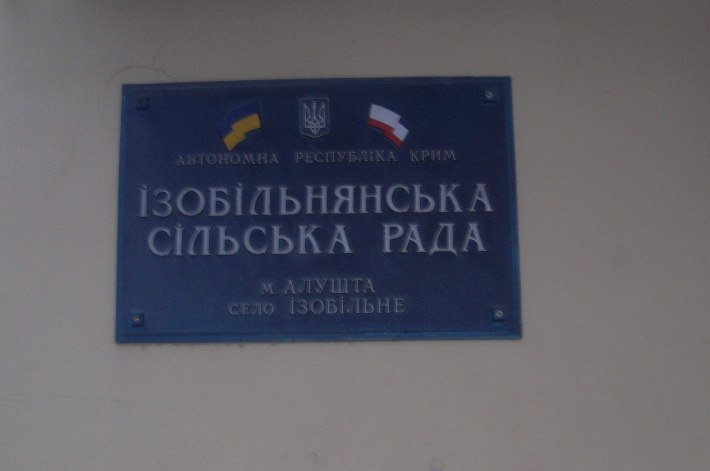 АВТОНОМНА РЕСПУБЛІКА КРИМ
ІЗОБІЛЬНЯНСЬКА
СІЛЬСЬКА РАДА
м АЛУШТА
СЕЛО ІЗОБІЛЬНЕ